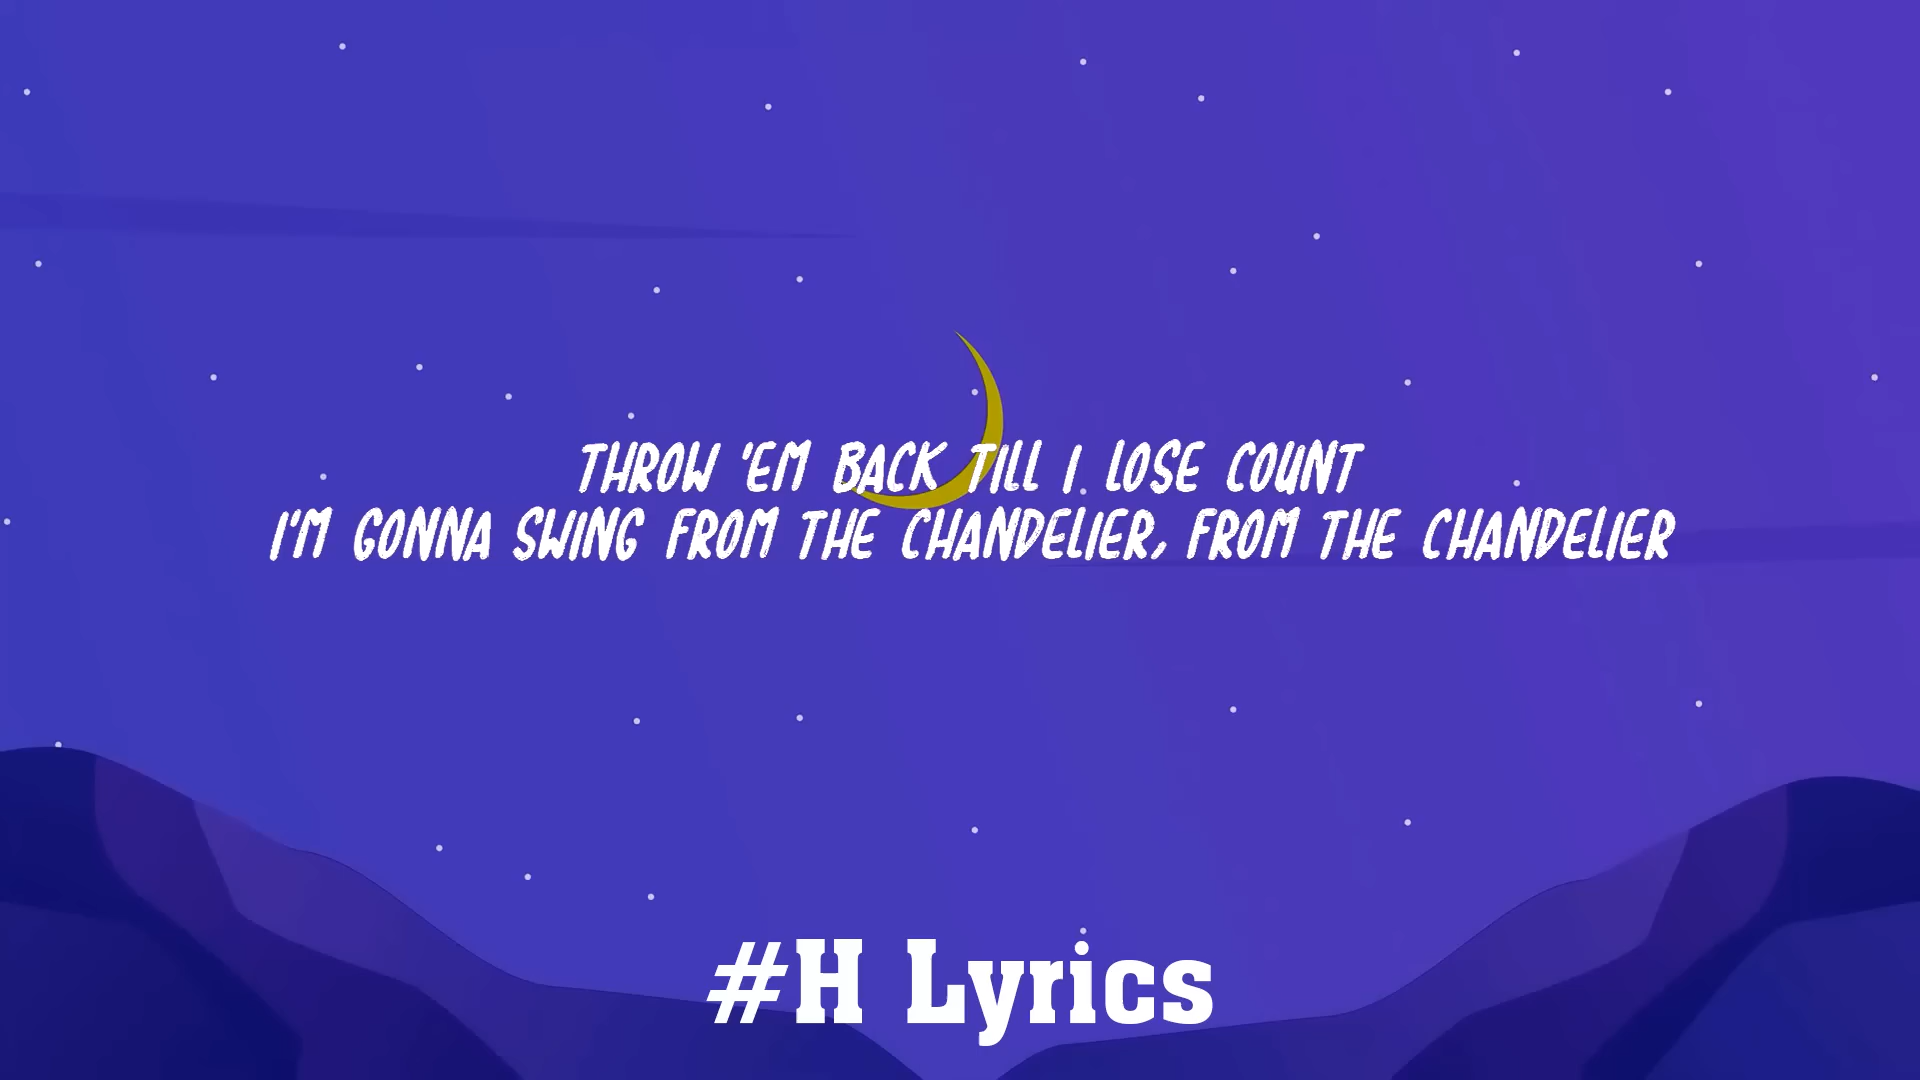 THROW 'EM BACK TILL I LOSE COUNT
I'M GONNA SWING FROM THE CHANDELIER, FROM THE CHANDELIER
#H Lyrics